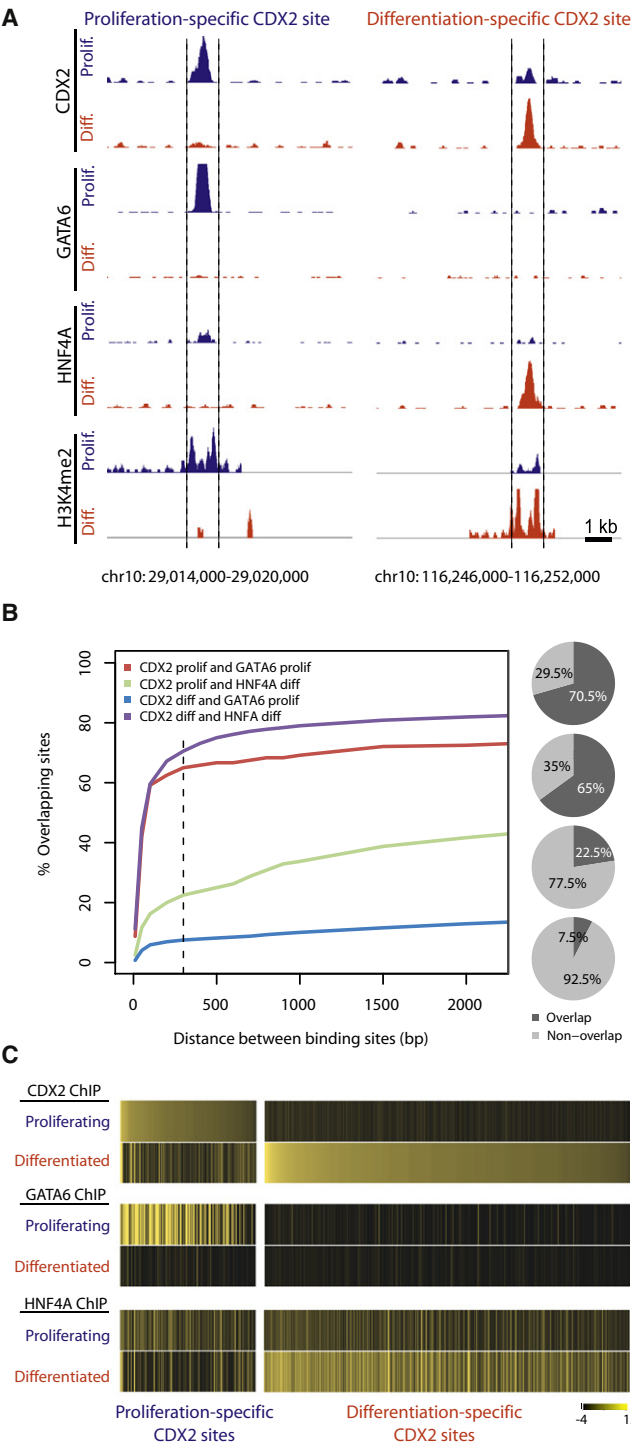 A
Proliferation-specific CDX2 site
Differentiation-specific CDX2 site
CDX2
Prolif.
Diff.
GATA6
Prolif.
Diff.
HNF4A
Prolif.
Diff.
H3K4me2
Prolif.
Diff.
1 kb
chr10: 29,014,000-29,020,000
chr10: 116,246,000-116,252,000
B
% Overlapping sites
100
80
60
40
20
0
CDX2 prolif and GATA6 prolif
CDX2 prolif and HNF4A diff
CDX2 diff and GATA6 prolif
CDX2 diff and HNFA diff
0
500
1000
1500
2000
Distance between binding sites (bp)
29.5%
70.5%
35%
65%
22.5%
77.5%
7.5%
92.5%
Overlap
Non-overlap
C
CDX2 ChIP
Proliferating
Differentiated
GATA6 ChIP
Proliferating
Differentiated
HNF4A ChIP
Proliferating
Differentiated
Proliferation-specific
CDX2 sites
Differentiation-specific
CDX2 sites
-4
1